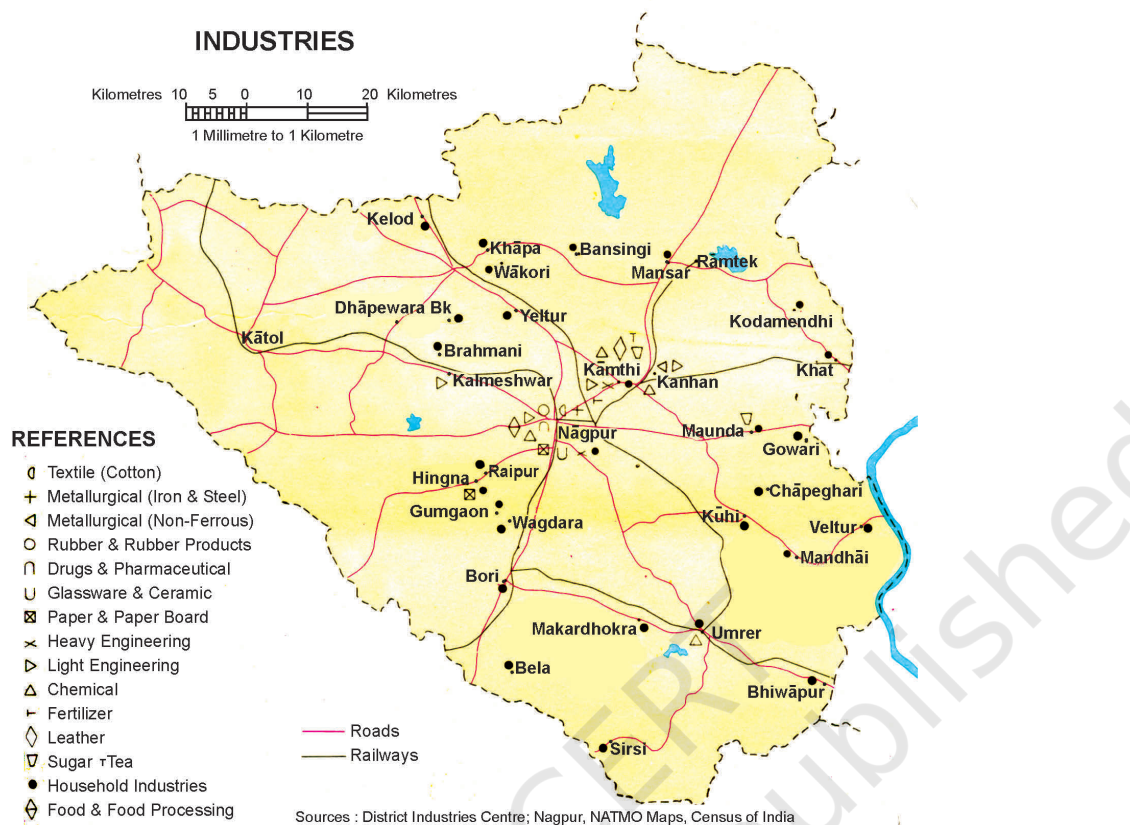 INDUSTRIES
Kilometres 10 5 0 10 20 Kilometres
1 Millimetre to 1 Kilometre
Kelod
Khāpa
Bansingi
Wākori
Mansar
Rāmtek
Dhāpewara Bk
Yeltur
Kodamendhi
Kātol
Brahmani
Khat
Kalmeshwar
Kāmthi
Kanhan
Nāgpur
Maunda
Gowari
Hingna
Raipur
Chāpeghari
Gumgaon
Wagdara
Kūhi
Veltur
Mandhāi
Bori
Makardhokra
Umrer
Bela
Bhiwāpur
Sirsi
REFERENCES
Textile (Cotton)
Metallurgical (Iron & Steel)
Metallurgical (Non-Ferrous)
Rubber & Rubber Products
Drugs & Pharmaceutical
Glassware & Ceramic
Paper & Paper Board
Heavy Engineering
Light Engineering
Chemical
Fertilizer
Leather
Sugar т Tea
Household Industries
Food & Food Processing
Roads
Railways
Sources : District Industries Centre; Nagpur, NATMO Maps, Census of India